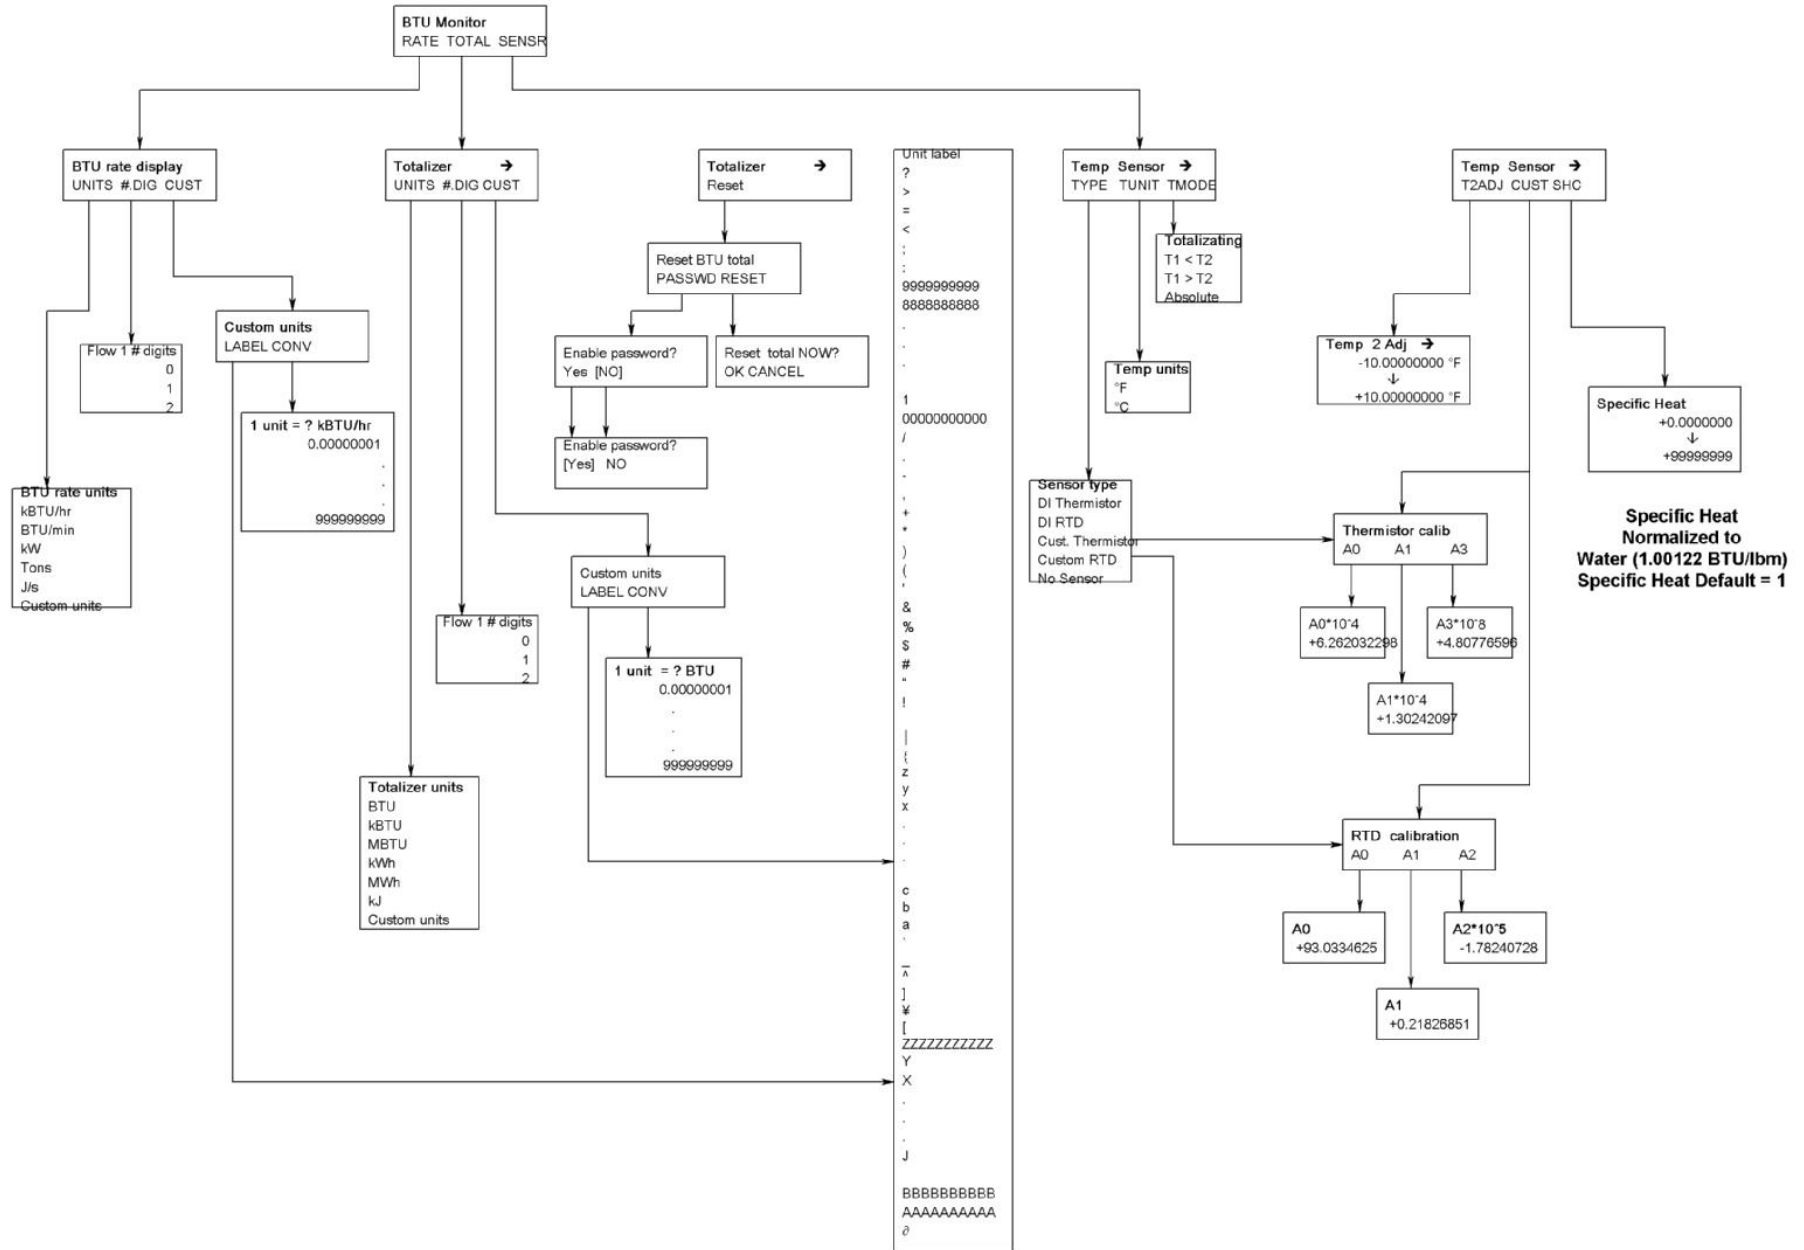 BTU Monitor
RATE TOTAL SENSR
BTU rate display
UNITS #.DIG CUST
Totalizer →
UNITS #.DIG CUST
Totalizer →
Reset
Temp Sensor →
TYPE TUNIT TMODE
Temp Sensor →
T2ADJ CUST SHC
Reset BTU total
PASSWD RESET
Enable password?
Yes [NO]
Reset total NOW?
OK CANCEL
Enable password?
[Yes] NO
Totalizating
T1 < T2
T1 > T2
Absolute
Temp units
°F
°C
Temp 2 Adj →
-10.00000000 °F
↓
+10.00000000 °F
Specific Heat
+0.0000000
↓
+99999999
Specific Heat
Normalized to
Water (1.00122 BTU/lbm)
Specific Heat Default = 1
Custom units
LABEL CONV
Flow 1 # digits
0
1
2
1 unit = ? kBTU/hr
0.00000001
.
.
.
999999999
BTU rate units
kBTU/hr
BTU/min
kW
Tons
J/s
Custom units
Custom units
LABEL CONV
Flow 1 # digits
0
1
2
1 unit = ? BTU
0.00000001
.
.
.
999999999
Totalizer units
BTU
kBTU
MBTU
kWh
MWh
kJ
Custom units
Unit label
?
>
=
<
;
:
9999999999
8888888888
.
.
.
1
00000000000
/
.
-
,
+
*
)
(
'
&
%
$
#
"
!
|
{
z
y
x
.
.
.
c
b
a
`
_
^
]
¥
[
ZZZZZZZZZZZ
Y
X
.
.
.
J
BBBBBBBBBB
AAAAAAAAAA
∂
Sensor type
DI Thermistor
DI RTD
Cust. Thermistor
Custom RTD
No Sensor
Thermistor calib
A0 A1 A3
A0*10^4
+6.262032298
A3*10^8
+4.80776596
A1*10^4
+1.30242097
RTD calibration
A0 A1 A2
A0
+93.0334625
A2*10^5
-1.78240728
A1
+0.21826851